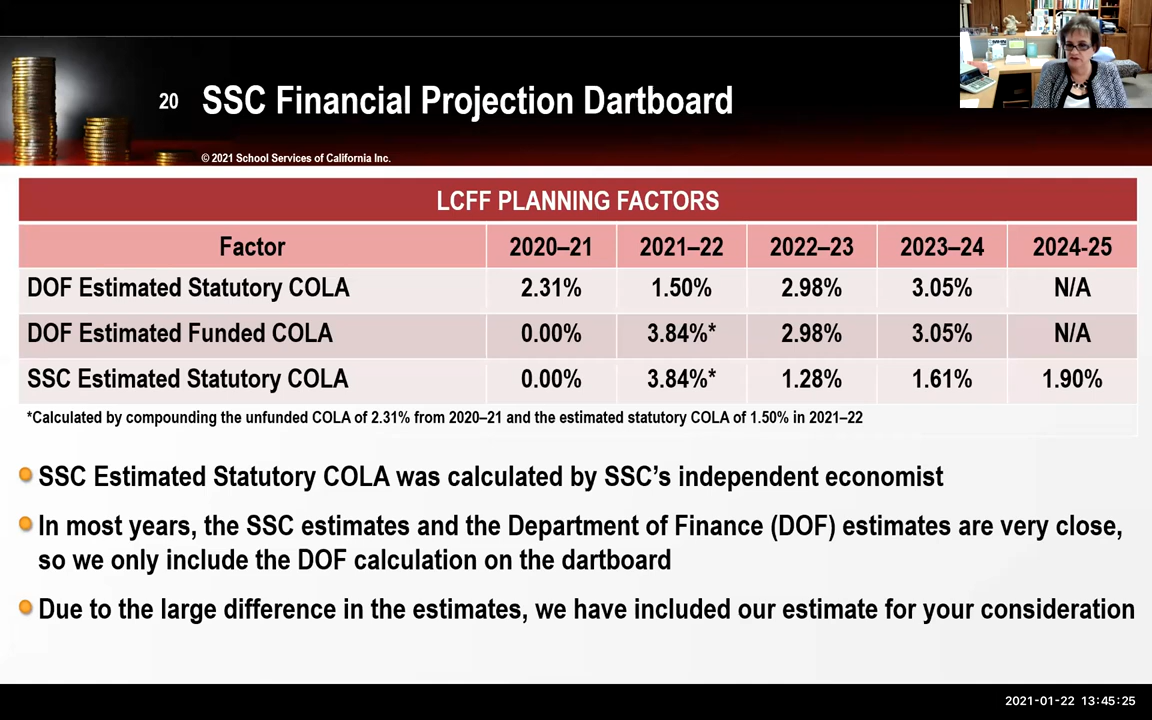 20 SSC Financial Projection Dartboard
© 2021 School Services of California Inc.
LCFF PLANNING FACTORS
Factor 2020–21 2021–22 2022–23 2023–24 2024-25
DOF Estimated Statutory COLA 2.31% 1.50% 2.98% 3.05% N/A
DOF Estimated Funded COLA 0.00% 3.84%* 2.98% 3.05% N/A
SSC Estimated Statutory COLA 0.00% 3.84%* 1.28% 1.61% 1.90%
*Calculated by compounding the unfunded COLA of 2.31% from 2020–21 and the estimated statutory COLA of 1.50% in 2021–22
SSC Estimated Statutory COLA was calculated by SSC’s independent economist
In most years, the SSC estimates and the Department of Finance (DOF) estimates are very close,
so we only include the DOF calculation on the dartboard
Due to the large difference in the estimates, we have included our estimate for your consideration
2021-01-22 13:45:25